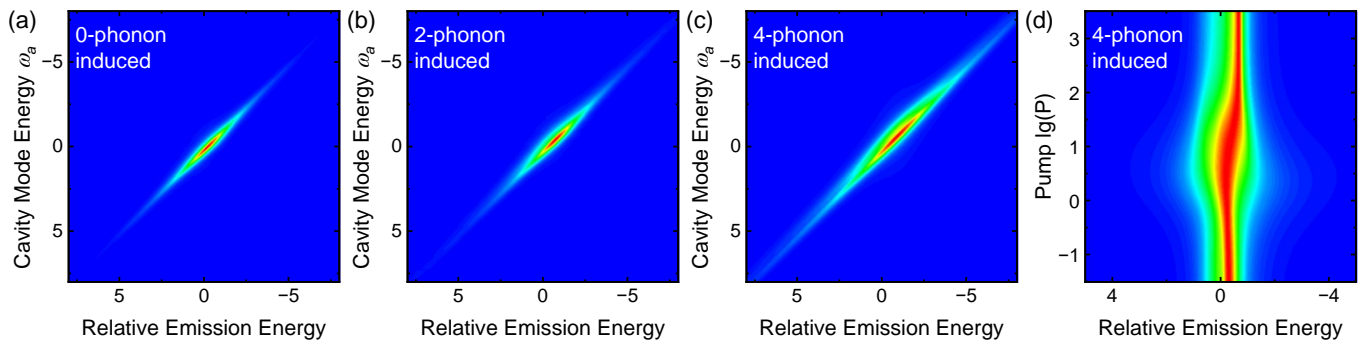 (a)
0-phonon
induced
Cavity Mode Energy ωa
−5
0
5
5
0
−5
Relative Emission Energy
(b)
2-phonon
induced
Cavity Mode Energy ωa
−5
0
5
5
0
−5
Relative Emission Energy
(c)
4-phonon
induced
Cavity Mode Energy ωa
−5
0
5
5
0
−5
Relative Emission Energy
(d)
4-phonon
induced
Pump lg(P)
3
2
1
0
−1
4
0
−4
Relative Emission Energy